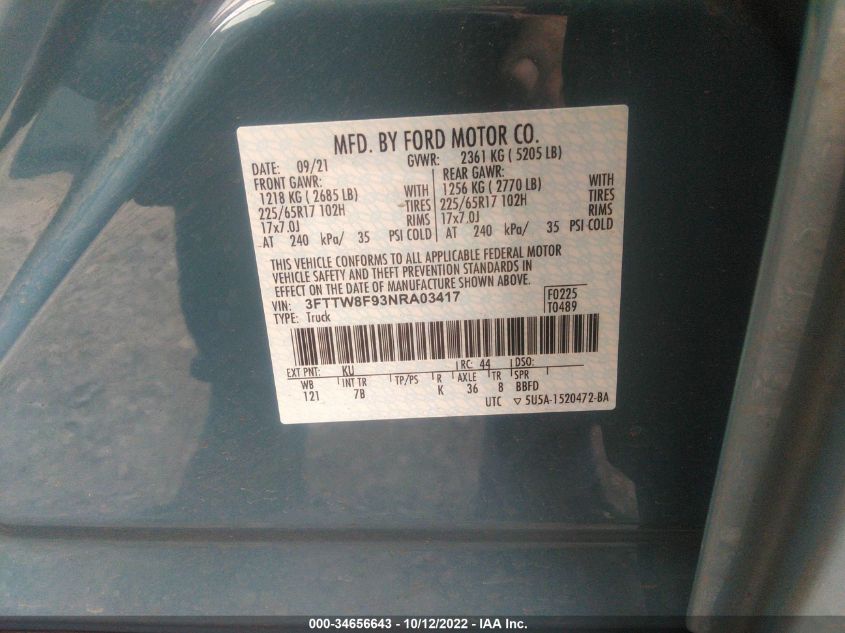 MFD. BY FORD MOTOR CO.
DATE: 09/21 GVWR: 2361 KG ( 5205 LB)
FRONT GAWR: REAR GAWR:
1218 KG ( 2685 LB) WITH 1256 KG ( 2770 LB) WITH
225/65R17 102H TIRES 225/65R17 102H TIRES
17x7.0J RIMS 17x7.0J RIMS
AT 240 kPa/ 35 PSI COLD AT 240 kPa/ 35 PSI COLD
THIS VEHICLE CONFORMS TO ALL APPLICABLE FEDERAL MOTOR
VEHICLE SAFETY AND THEFT PREVENTION STANDARDS IN
EFFECT ON THE DATE OF MANUFACTURE SHOWN ABOVE.
VIN: 3FTTW8F93NRA03417 F0225
TYPE: Truck T0489
EXT PNT: KU RC: 44 DSO:
WB INT TR TP/PS R AXLE TR SPR
121 7B K 36 8 BBFD
UTC ▽ 5U5A-1520472-BA
000-34656643 - 10/12/2022 - IAA Inc.